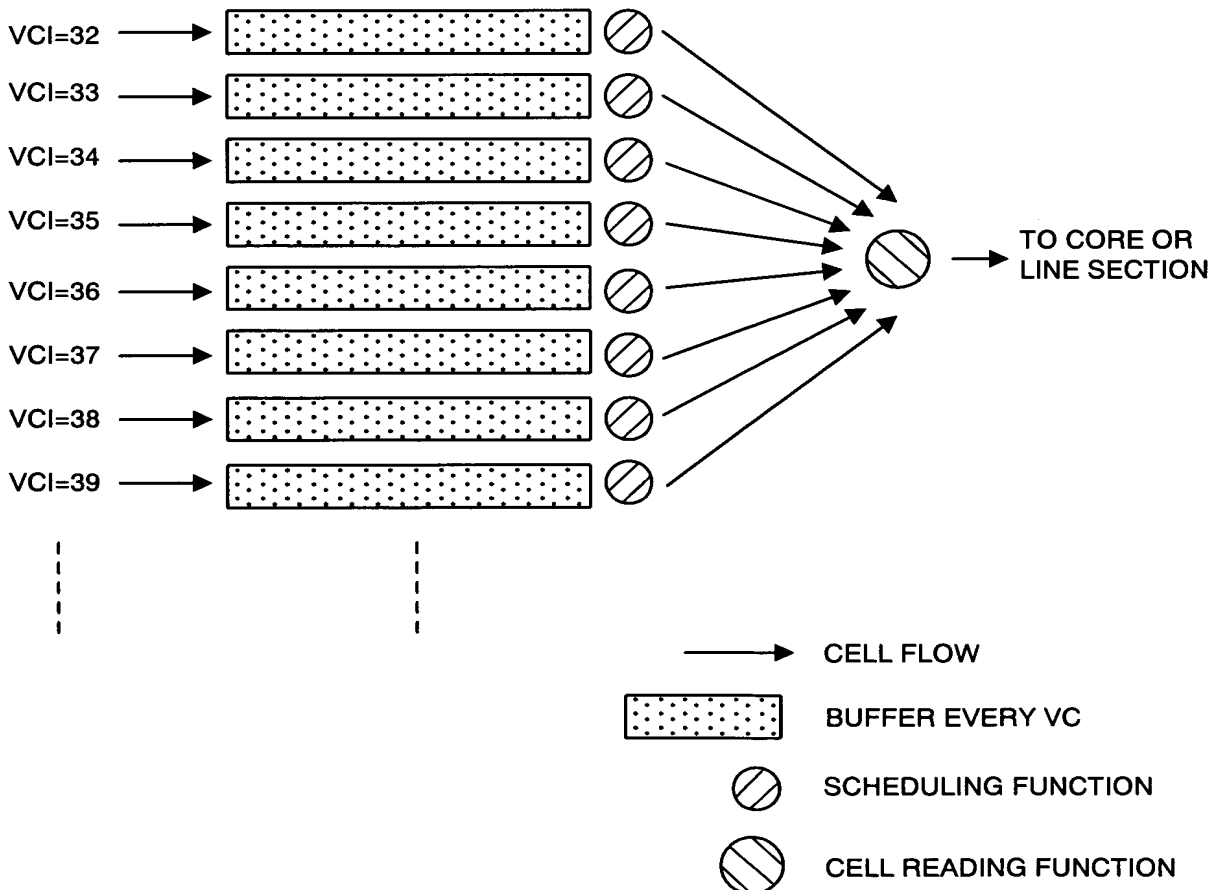 VCI=32
VCI=33
VCI=34
VCI=35
VCI=36
VCI=37
VCI=38
VCI=39
TO CORE OR
LINE SECTION
CELL FLOW
BUFFER EVERY VC
SCHEDULING FUNCTION
CELL READING FUNCTION